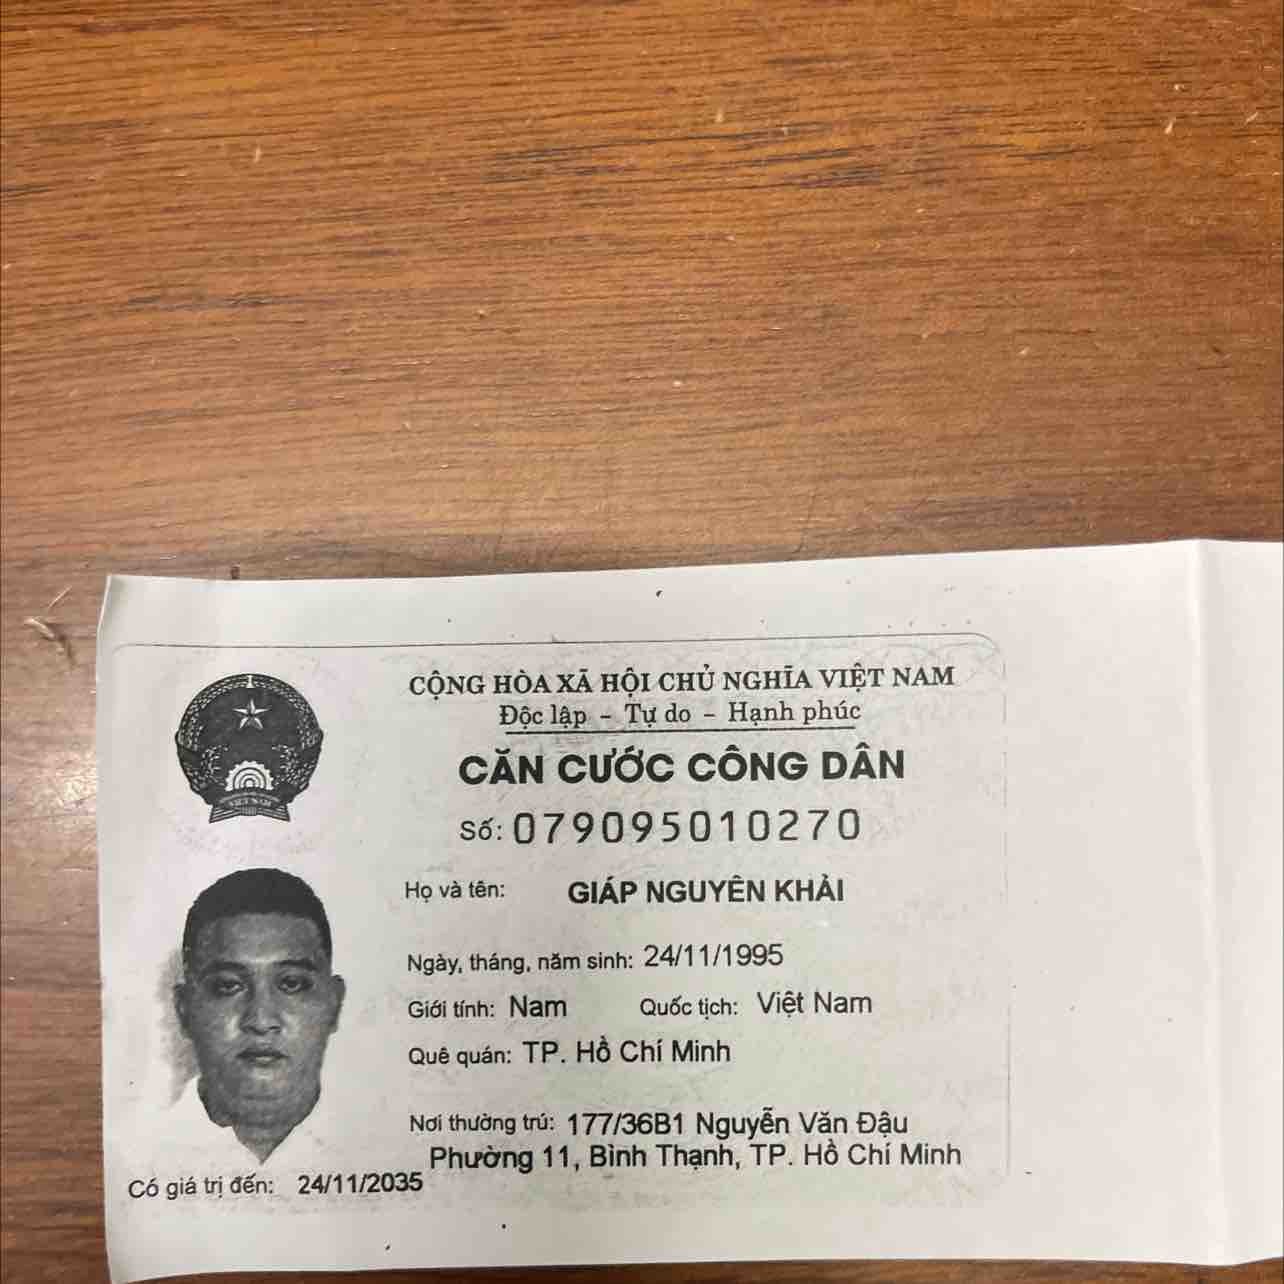 CỘNG HÒA XÃ HỘI CHỦ NGHĨA VIỆT NAM
Độc lập - Tự do - Hạnh phúc
CĂN CƯỚC CÔNG DÂN
Số: 079095010270
Họ và tên: GIÁP NGUYÊN KHẢI
Ngày, tháng, năm sinh: 24/11/1995
Giới tính: Nam Quốc tịch: Việt Nam
Quê quán: TP. Hồ Chí Minh
Nơi thường trú: 177/36B1 Nguyễn Văn Đậu
Phường 11, Bình Thạnh, TP. Hồ Chí Minh
Có giá trị đến: 24/11/2035
VIỆT NAM